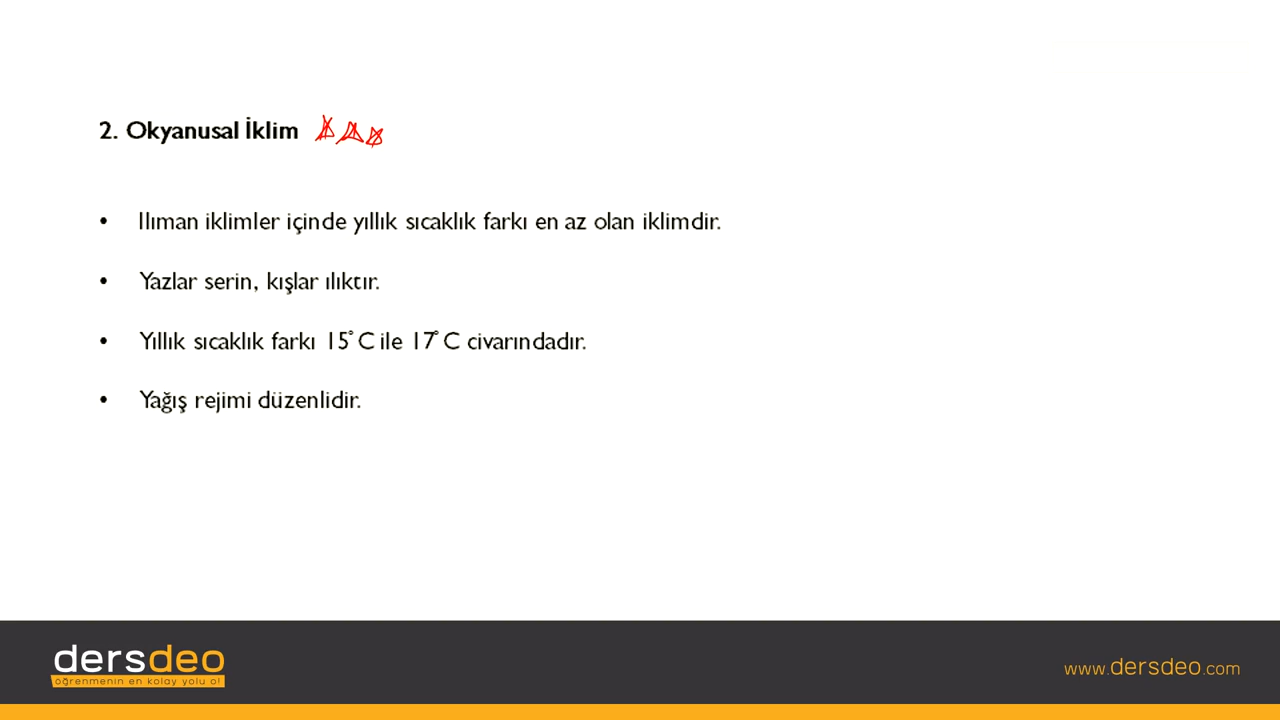 2. Okyanusal İklim
• Ilıman iklimler içinde yıllık sıcaklık farkı en az olan iklimdir.
• Yazlar serin, kışlar ılıktır.
• Yıllık sıcaklık farkı 15˚ C ile 17˚ C civarındadır.
• Yağış rejimi düzenlidir.
dersdeo
öğrenmenin en kolay yolu o!
www.dersdeo.com